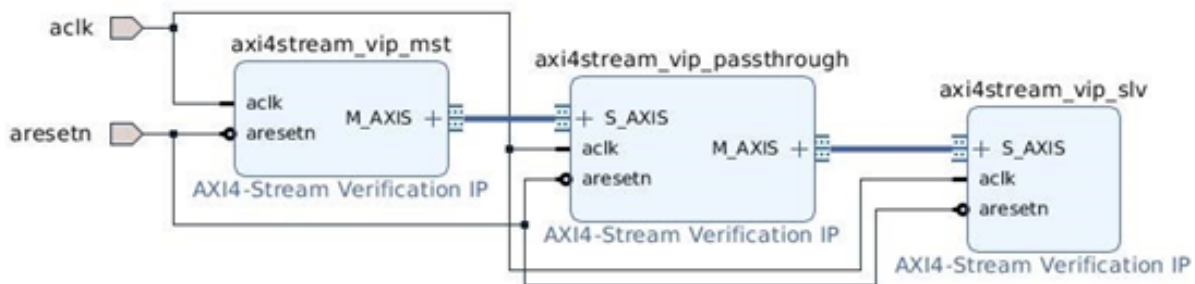 aclk
axi4stream_vip_mst
aclk
M_AXIS
aresetn
aresetn
AXI4-Stream Verification IP
axi4stream_vip_passthrough
S_AXIS
aclk
M_AXIS
aresetn
AXI4-Stream Verification IP
axi4stream_vip_slv
S_AXIS
aclk
aresetn
AXI4-Stream Verification IP